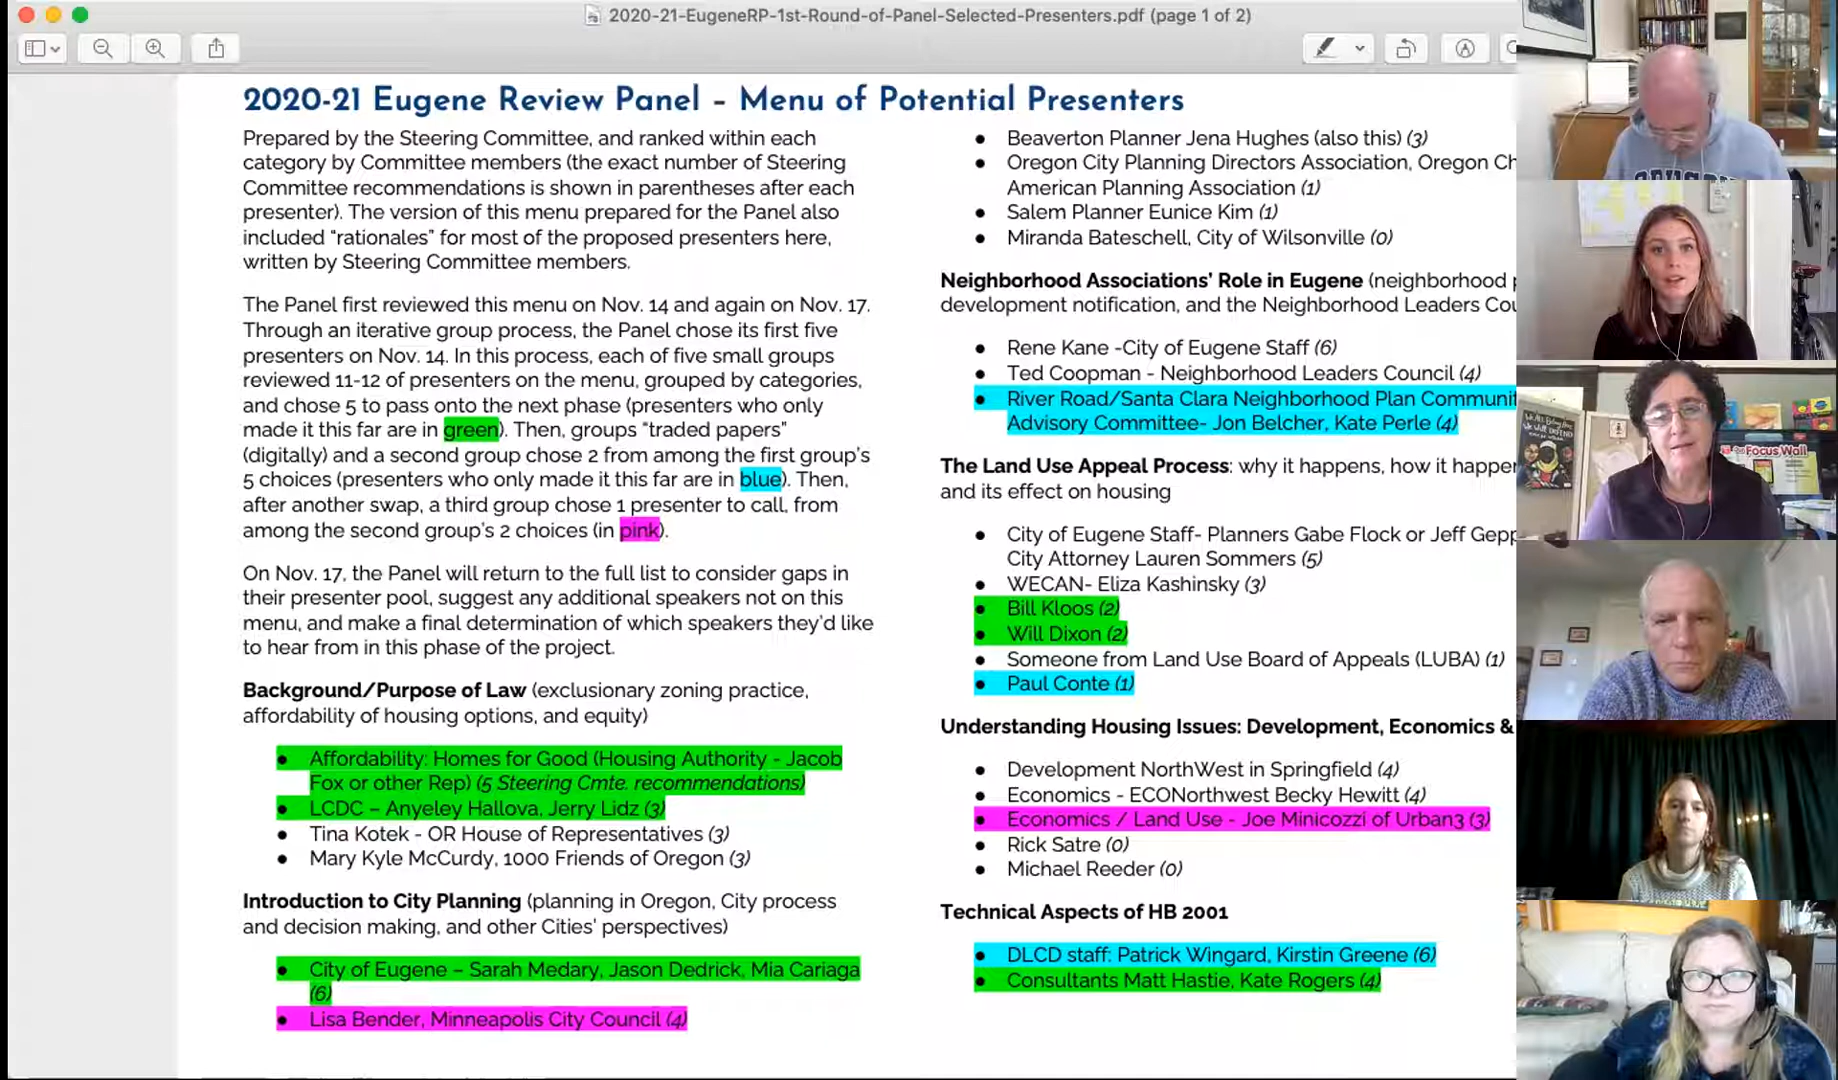 2020-21-EugeneRP-1st-Round-of-Panel-Selected-Presenters.pdf (page 1 of 2)
2020-21 Eugene Review Panel – Menu of Potential Presenters
Prepared by the Steering Committee, and ranked within each
category by Committee members (the exact number of Steering
Committee recommendations is shown in parentheses after each
presenter). The version of this menu prepared for the Panel also
included “rationales” for most of the proposed presenters here,
written by Steering Committee members.
The Panel first reviewed this menu on Nov. 14 and again on Nov. 17.
Through an iterative group process, the Panel chose its first five
presenters on Nov. 14. In this process, each of five small groups
reviewed 11-12 of presenters on the menu, grouped by categories,
and chose 5 to pass onto the next phase (presenters who only
made it this far are in green). Then, groups “traded papers”
(digitally) and a second group chose 2 from among the first group’s
5 choices (presenters who only made it this far are in blue). Then,
after another swap, a third group chose 1 presenter to call, from
among the second group’s 2 choices (in pink).
On Nov. 17, the Panel will return to the full list to consider gaps in
their presenter pool, suggest any additional speakers not on this
menu, and make a final determination of which speakers they’d like
to hear from in this phase of the project.
Background/Purpose of Law (exclusionary zoning practice,
affordability of housing options, and equity)
● Affordability: Homes for Good (Housing Authority - Jacob
Fox or other Rep) (5 Steering Cmte. recommendations)
● LCDC – Anyeley Hallova, Jerry Lidz (3)
● Tina Kotek - OR House of Representatives (3)
● Mary Kyle McCurdy, 1000 Friends of Oregon (3)
Introduction to City Planning (planning in Oregon, City process
and decision making, and other Cities’ perspectives)
● City of Eugene – Sarah Medary, Jason Dedrick, Mia Cariaga
(6)
● Lisa Bender, Minneapolis City Council (4)
● Beaverton Planner Jena Hughes (also this) (3)
● Oregon City Planning Directors Association, Oregon Ch
American Planning Association (1)
● Salem Planner Eunice Kim (1)
● Miranda Bateschell, City of Wilsonville (0)
Neighborhood Associations’ Role in Eugene (neighborhood
development notification, and the Neighborhood Leaders Cou
● Rene Kane -City of Eugene Staff (6)
● Ted Coopman - Neighborhood Leaders Council (4)
● River Road/Santa Clara Neighborhood Plan Communit
Advisory Committee- Jon Belcher, Kate Perle (4)
The Land Use Appeal Process: why it happens, how it happer
and its effect on housing
● City of Eugene Staff- Planners Gabe Flock or Jeff Gepp
City Attorney Lauren Sommers (5)
● WECAN- Eliza Kashinsky (3)
● Bill Kloos (2)
● Will Dixon (2)
● Someone from Land Use Board of Appeals (LUBA) (1)
● Paul Conte (1)
Understanding Housing Issues: Development, Economics &
● Development NorthWest in Springfield (4)
● Economics - ECONorthwest Becky Hewitt (4)
● Economics / Land Use - Joe Minicozzi of Urban3 (3)
● Rick Satre (0)
● Michael Reeder (0)
Technical Aspects of HB 2001
● DLCD staff: Patrick Wingard, Kirstin Greene (6)
● Consultants Matt Hastie, Kate Rogers (4)
We All Belong Here
We Will DEFEND
Focus Wall